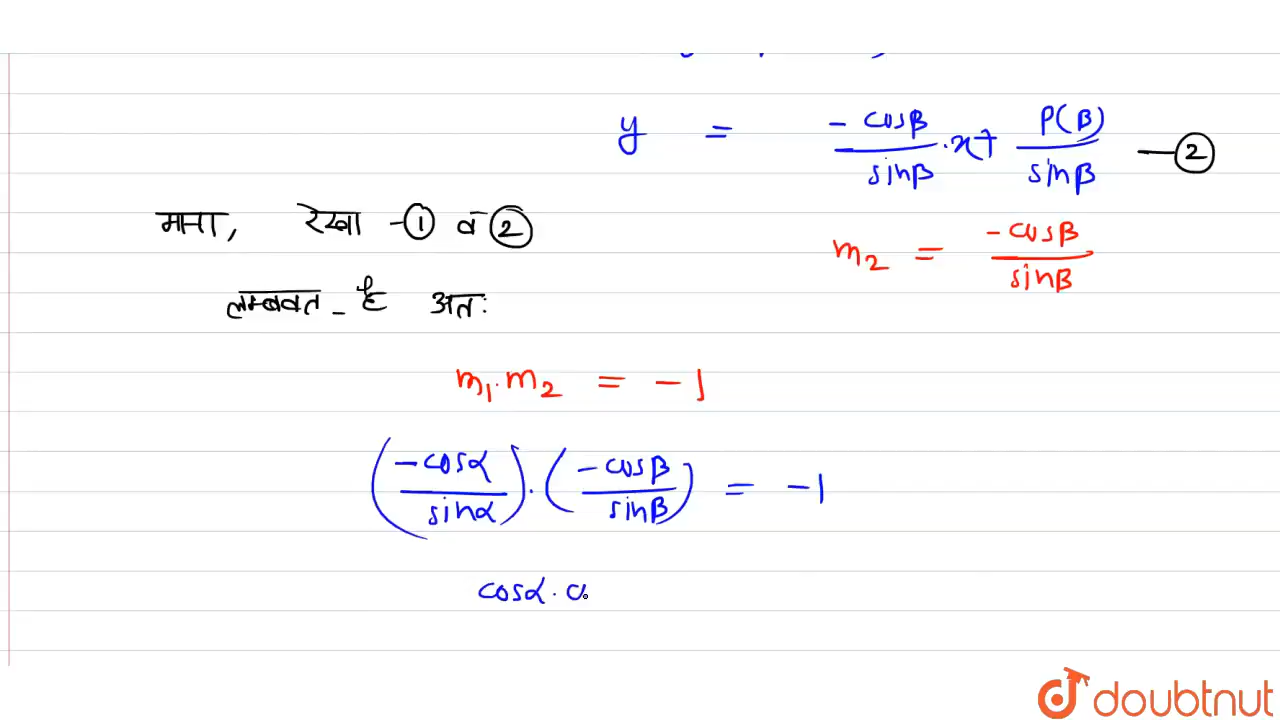 y = -cosβ/sinβ .x+ P(β)/sinβ —②
माना, रेखा -① व ②
m₂ = -cosβ/sinβ
लम्बवत है अतः
m₁.m₂ = -1
(-cosα/sinα).(-cosβ/sinβ) = -1
cosα. c
doubtnut